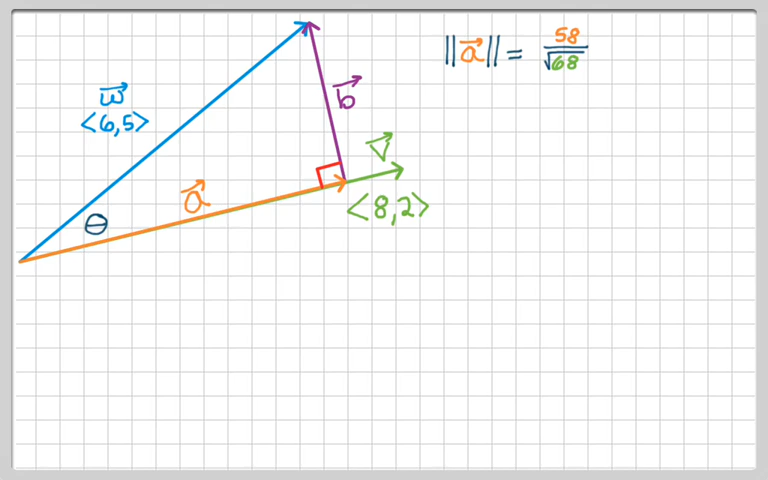 w⃗
<6,5>
θ
a⃗
b⃗
v⃗
<8,2>
||a⃗|| = 58/√68